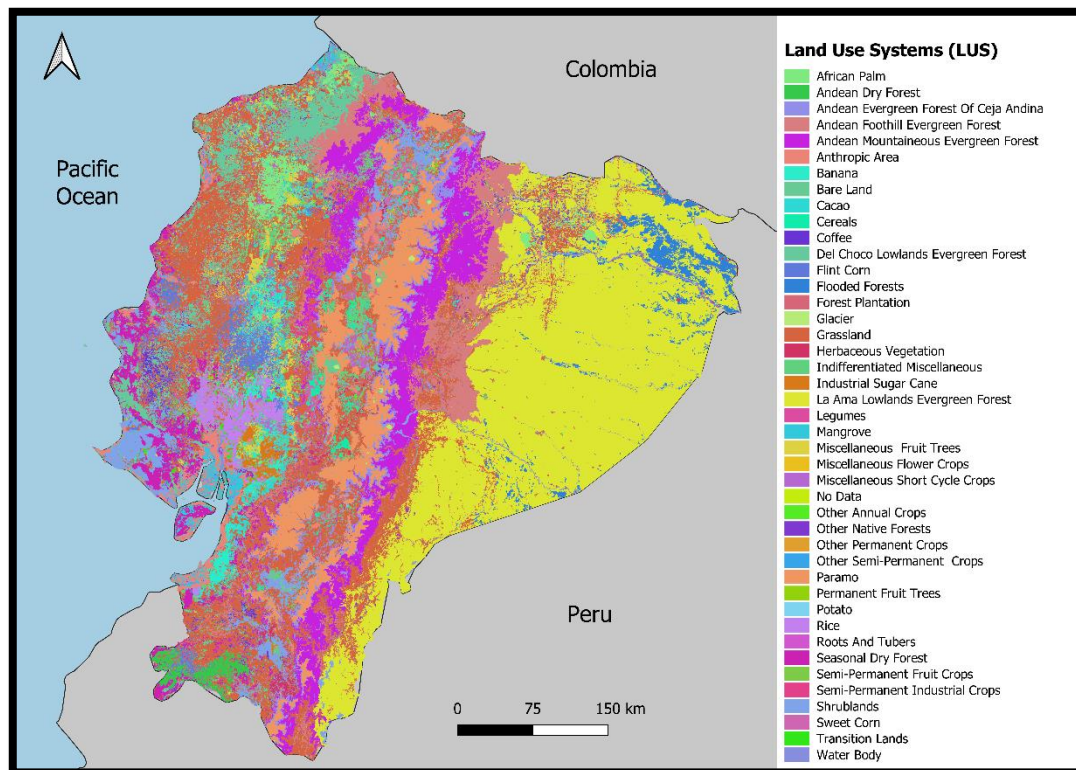 Colombia
Pacific
Ocean
Peru
0 75 150 km
Land Use Systems (LUS)
African Palm
Andean Dry Forest
Andean Evergreen Forest Of Ceja Andina
Andean Foothill Evergreen Forest
Andean Mountaineous Evergreen Forest
Anthropic Area
Banana
Bare Land
Cacao
Cereals
Coffee
Del Choco Lowlands Evergreen Forest
Flint Corn
Flooded Forests
Forest Plantation
Glacier
Grassland
Herbaceous Vegetation
Indifferentiated Miscellaneous
Industrial Sugar Cane
La Ama Lowlands Evergreen Forest
Legumes
Mangrove
Miscellaneous Fruit Trees
Miscellaneous Flower Crops
Miscellaneous Short Cycle Crops
No Data
Other Annual Crops
Other Native Forests
Other Permanent Crops
Other Semi-Permanent Crops
Paramo
Permanent Fruit Trees
Potato
Rice
Roots And Tubers
Seasonal Dry Forest
Semi-Permanent Fruit Crops
Semi-Permanent Industrial Crops
Shrublands
Sweet Corn
Transition Lands
Water Body